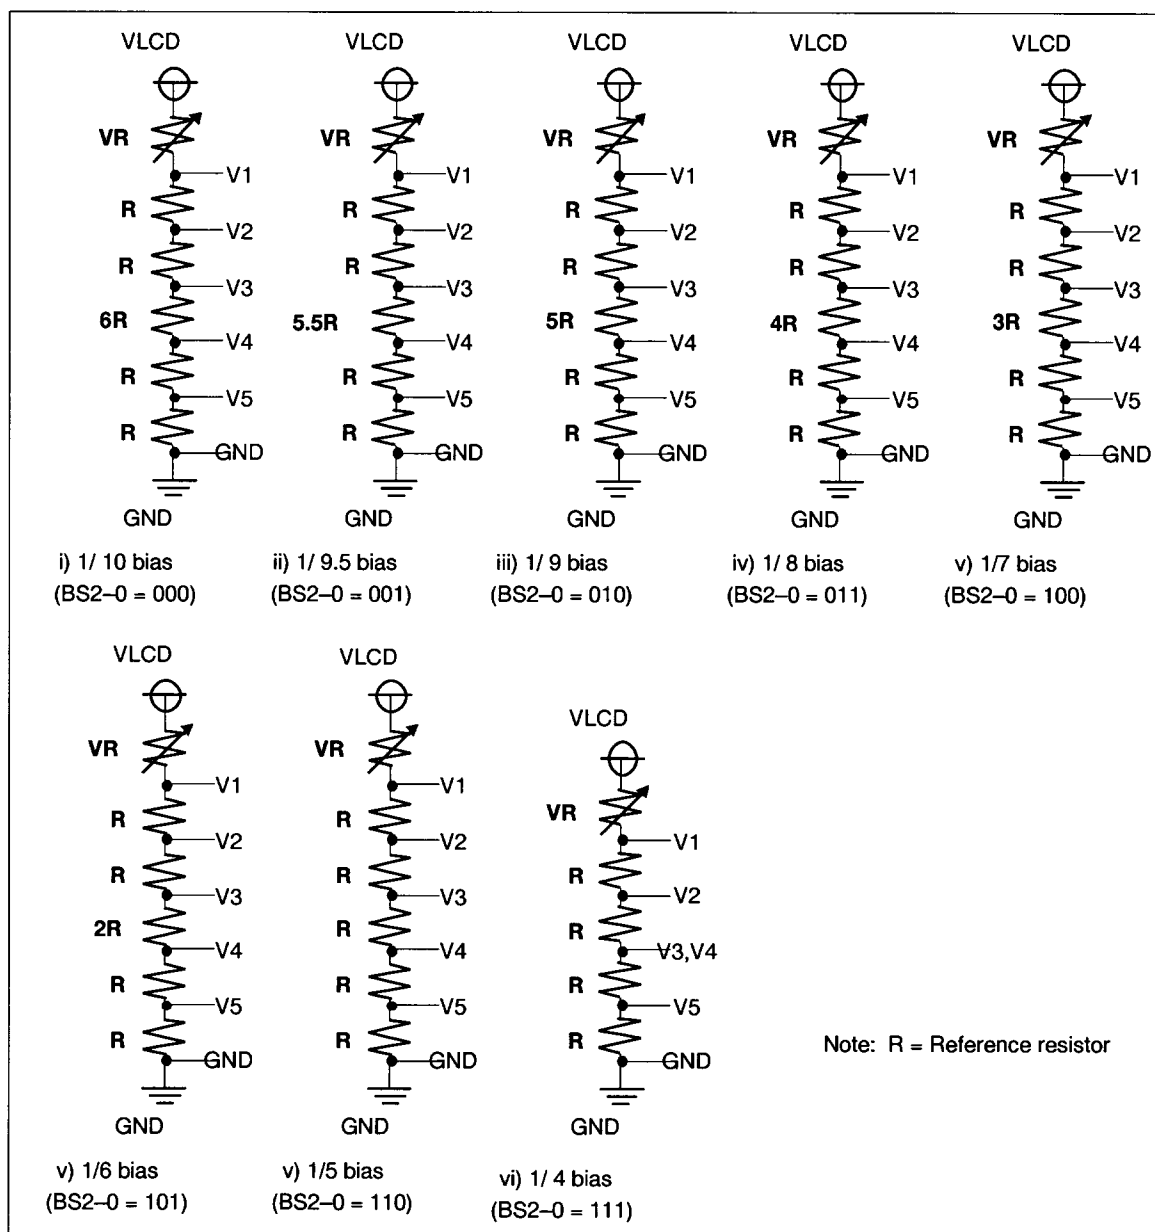 VLCD VLCD VLCD VLCD VLCD
VR VR VR VR VR
V1 V1 V1 V1 V1
R R R R R
V2 V2 V2 V2 V2
R R R R R
V3 V3 V3 V3 V3
6R 5.5R 5R 4R 3R
V4 V4 V4 V4 V4
R R R R R
V5 V5 V5 V5 V5
R R R R R
GND GND GND GND GND
GND GND GND GND GND
i) 1/ 10 bias ii) 1/ 9.5 bias iii) 1/ 9 bias iv) 1/ 8 bias v) 1/7 bias
(BS2–0 = 000) (BS2–0 = 001) (BS2–0 = 010) (BS2–0 = 011) (BS2–0 = 100)
VLCD VLCD VLCD
VR VR VR
V1 V1 V1
R R R
V2 V2 V2
R R R
V3 V3 V3,V4
2R R R
V4 V4 V5
R R R
V5 V5 GND
R R
GND GND
Note: R = Reference resistor
GND GND GND
v) 1/6 bias v) 1/5 bias vi) 1/ 4 bias
(BS2–0 = 101) (BS2–0 = 110) (BS2–0 = 111)